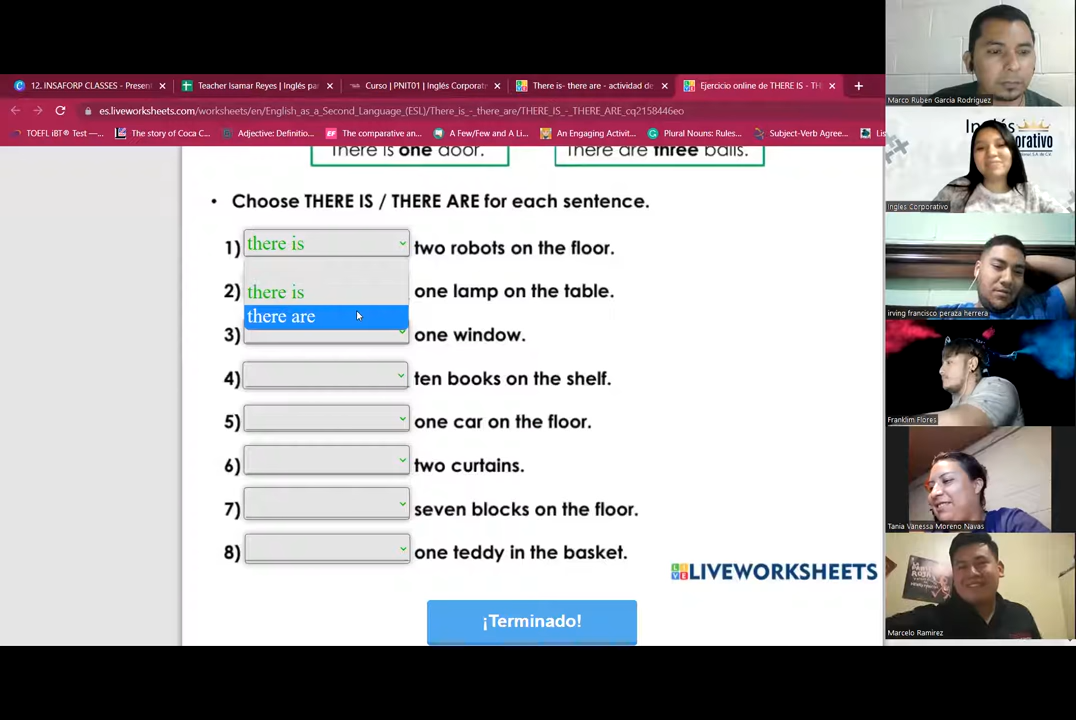 12. INSAFORP CLASSES - Present
Teacher Isamar Reyes | Inglés pa
Curso | PNIT01 | Inglés Corporati
There is- there are - actividad de
Ejercicio online de THERE IS - TH
es.liveworksheets.com/worksheets/en/English_as_a_Second_Language_(ESL)/There_is_-_there_are/THERE_IS_-_THERE_ARE_cq2158446eo
TOEFL iBT® Test —...
The story of Coca C...
Adjective: Definitio...
The comparative an...
A Few/Few and A Li...
An Engaging Activit...
Plural Nouns: Rules...
Subject-Verb Agree...
Lis
There is one door.
There are three balls.
• Choose THERE IS / THERE ARE for each sentence.
1) there is two robots on the floor.
2) there is one lamp on the table.
there are
3) one window.
4) ten books on the shelf.
5) one car on the floor.
6) two curtains.
7) seven blocks on the floor.
8) one teddy in the basket.
LIVEWORKSHEETS
¡Terminado!
Marco Ruben Garcia Rodriguez
Inglés
orporativo
Ingles Corporativo
irving francisco peraza herrera
Franklim Flores
Tania Vanessa Moreno Navas
Marcelo Ramirez